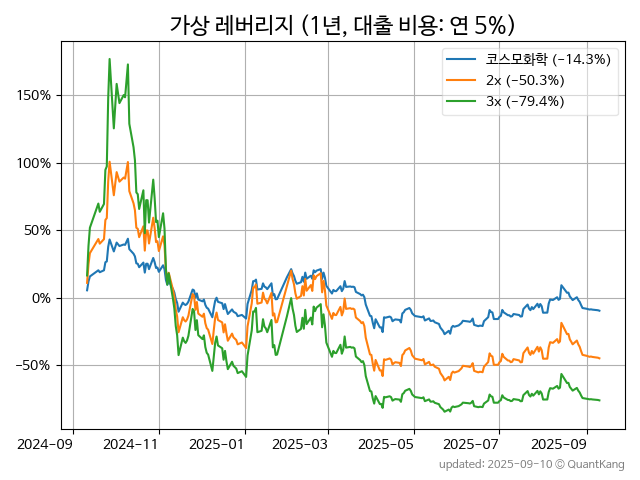 가상 레버리지 (1년, 대출 비용: 연 5%)
코스모화학 (−14.3%)
2x (−50.3%)
3x (−79.4%)
150%
100%
50%
0%
−50%
2024-09
2024-11
2025-01
2025-03
2025-05
2025-07
2025-09
updated: 2025-09-10 © QuantKang